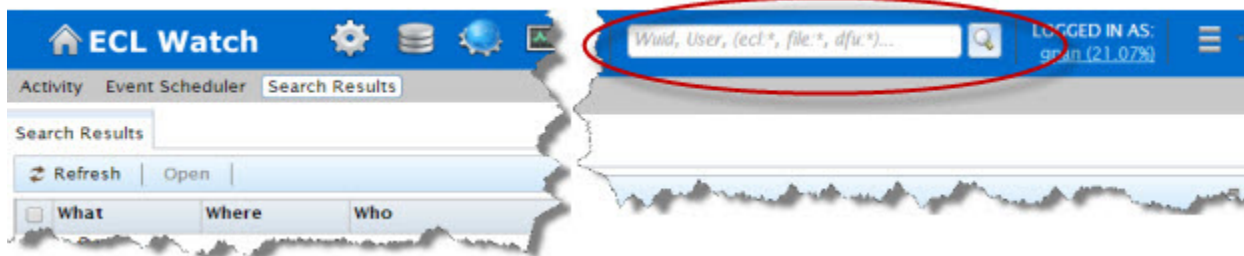 ECL Watch
Wuid, User, (ecl:*, file:*, dfu:*)...
LOGGED IN AS:
gpan (21.07%)
Activity Event Scheduler Search Results
Search Results
Refresh Open
What Where Who